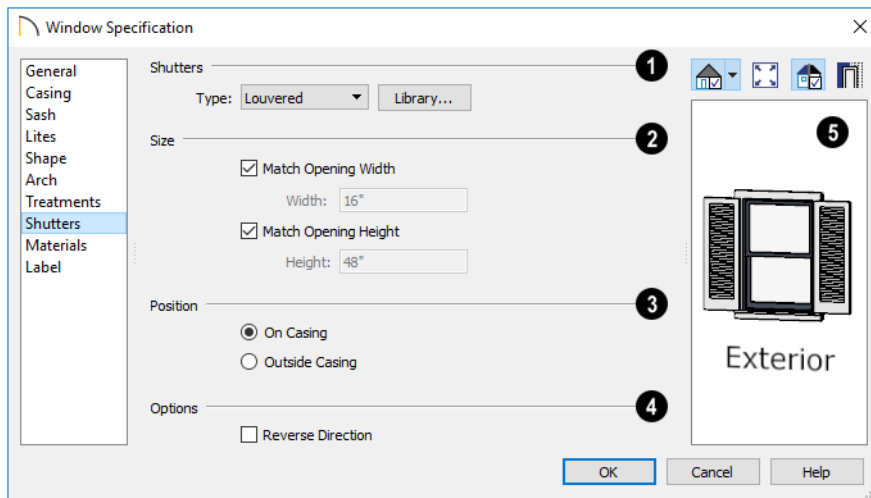 Window Specification
General
Casing
Sash
Lites
Shape
Arch
Treatments
Shutters
Materials
Label
Shutters
1
Type: Louvered Library...
Size
2
Match Opening Width
Width: 16"
Match Opening Height
Height: 48"
Position
3
On Casing
Outside Casing
Options
4
Reverse Direction
5
Exterior
OK Cancel Help